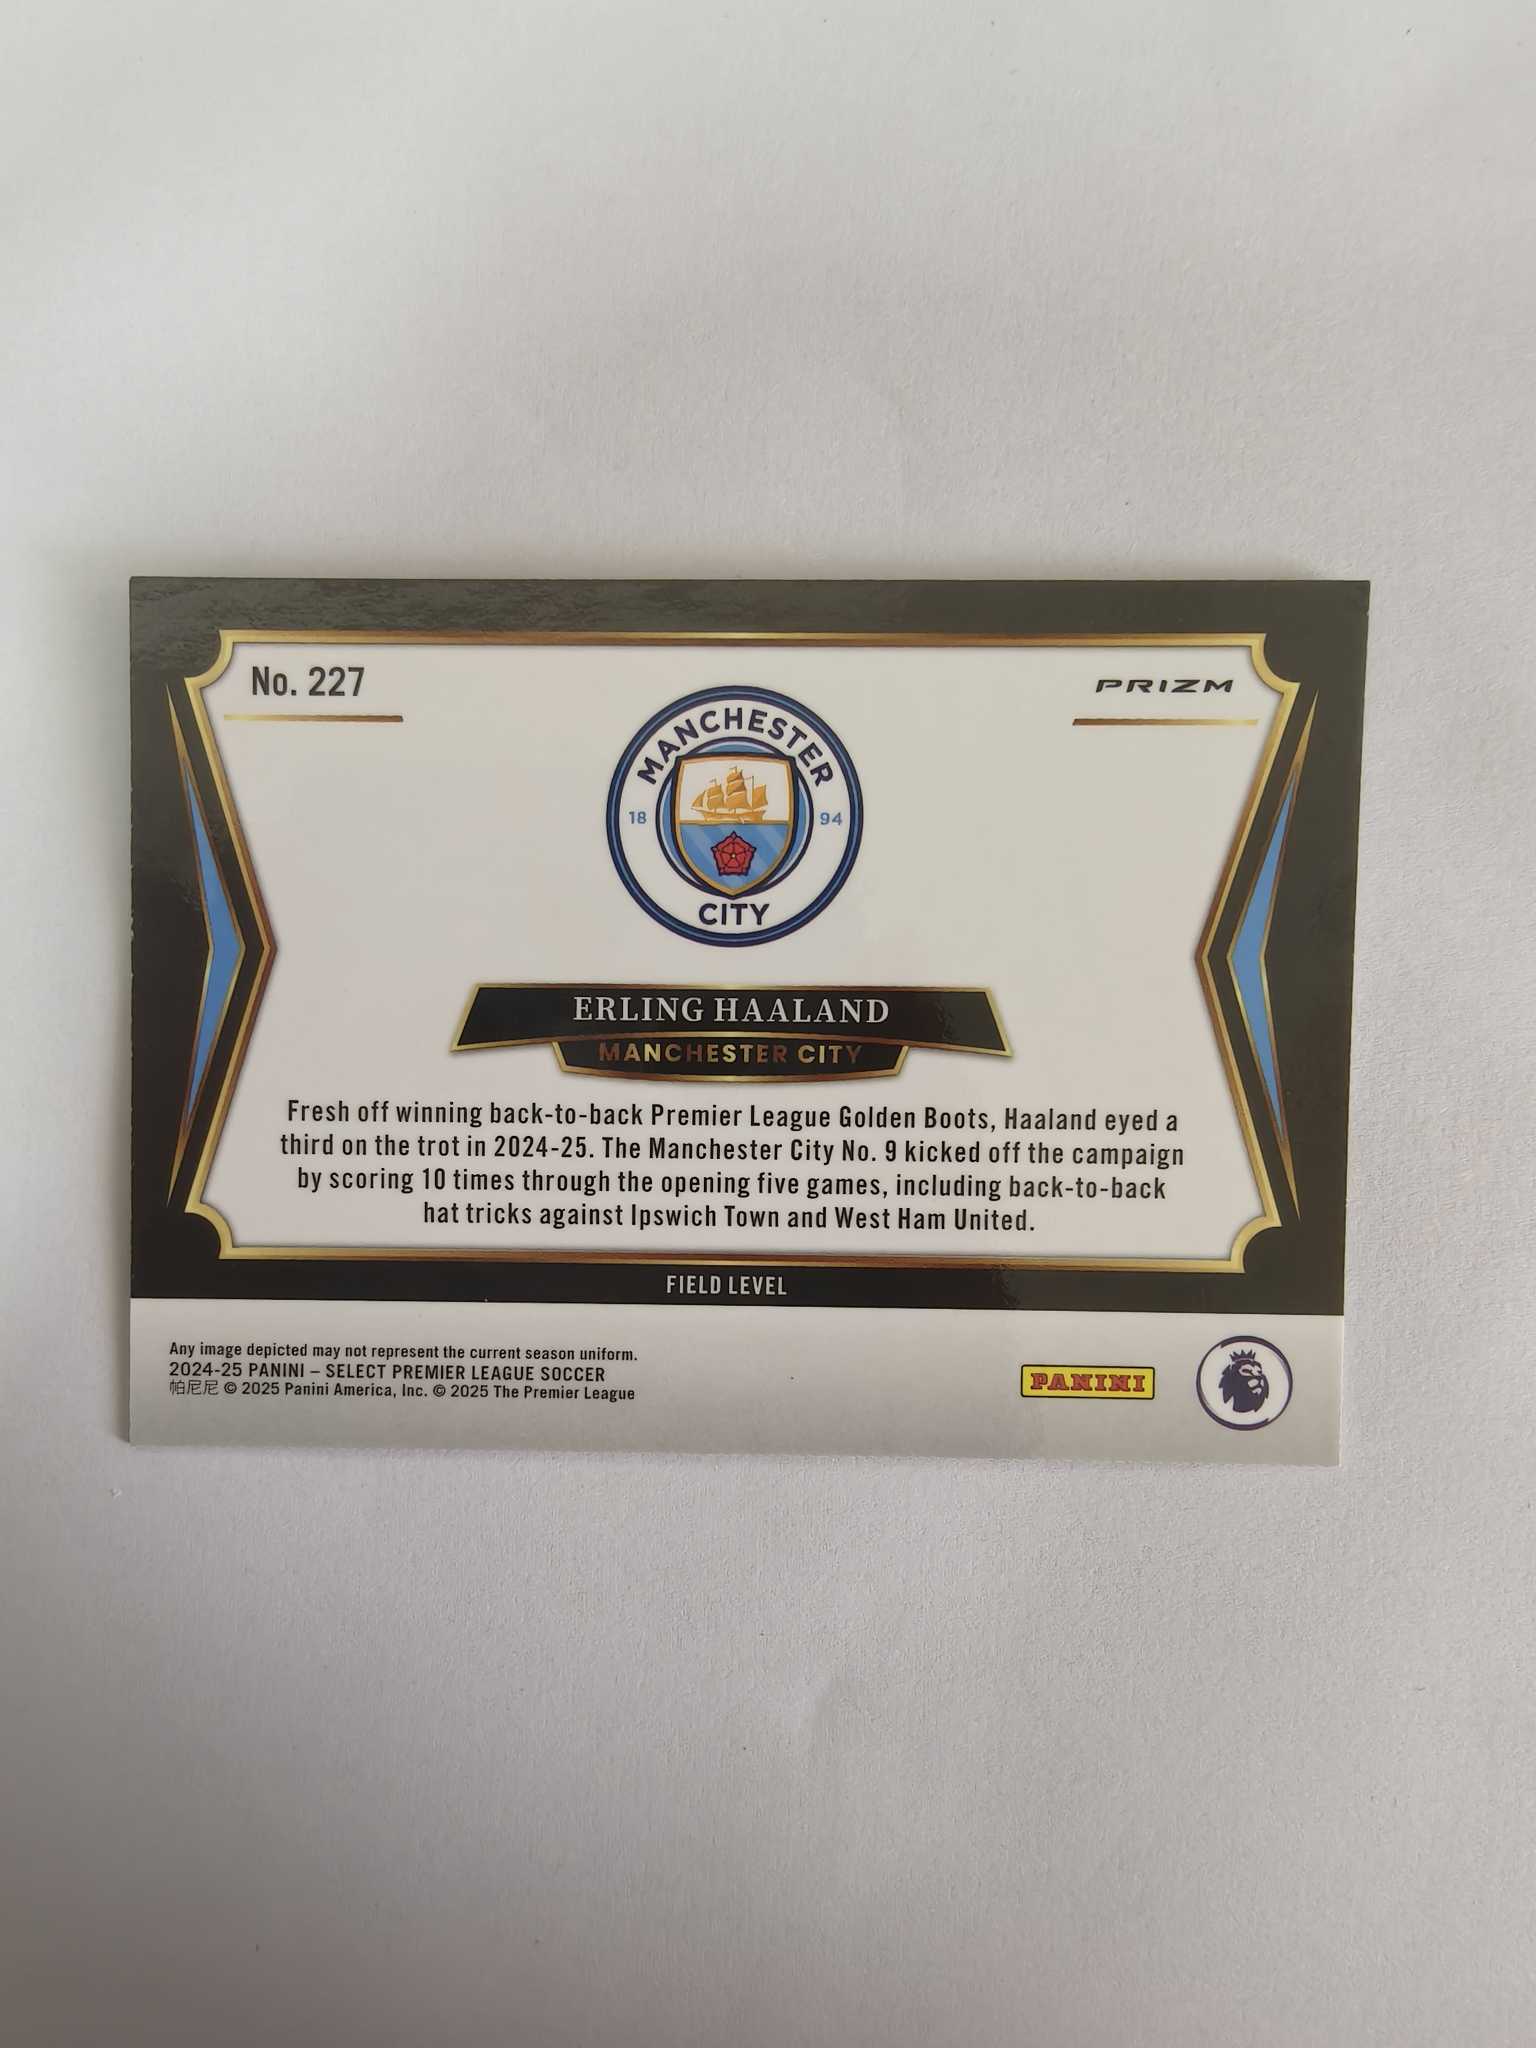 No. 227
PRIZM
MANCHESTER
18 94
CITY
ERLING HAALAND
MANCHESTER CITY
Fresh off winning back-to-back Premier League Golden Boots, Haaland eyed a
third on the trot in 2024-25. The Manchester City No. 9 kicked off the campaign
by scoring 10 times through the opening five games, including back-to-back
hat tricks against Ipswich Town and West Ham United.
FIELD LEVEL
Any image depicted may not represent the current season uniform.
2024-25 PANINI – SELECT PREMIER LEAGUE SOCCER
帕尼尼 © 2025 Panini America, Inc. © 2025 The Premier League
PANINI